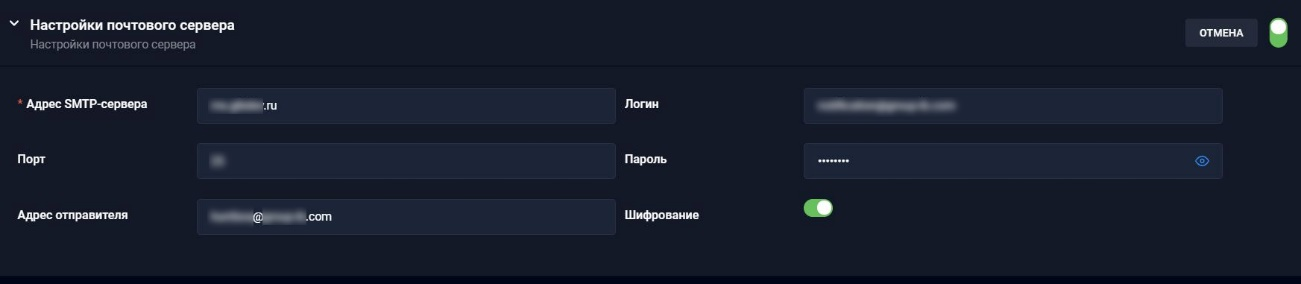 Настройки почтового сервера
Настройки почтового сервера
ОТМЕНА
* Адрес SMTP-сервера
.ru
Логин
Порт
Пароль
••••••••
Адрес отправителя
@ .com
Шифрование